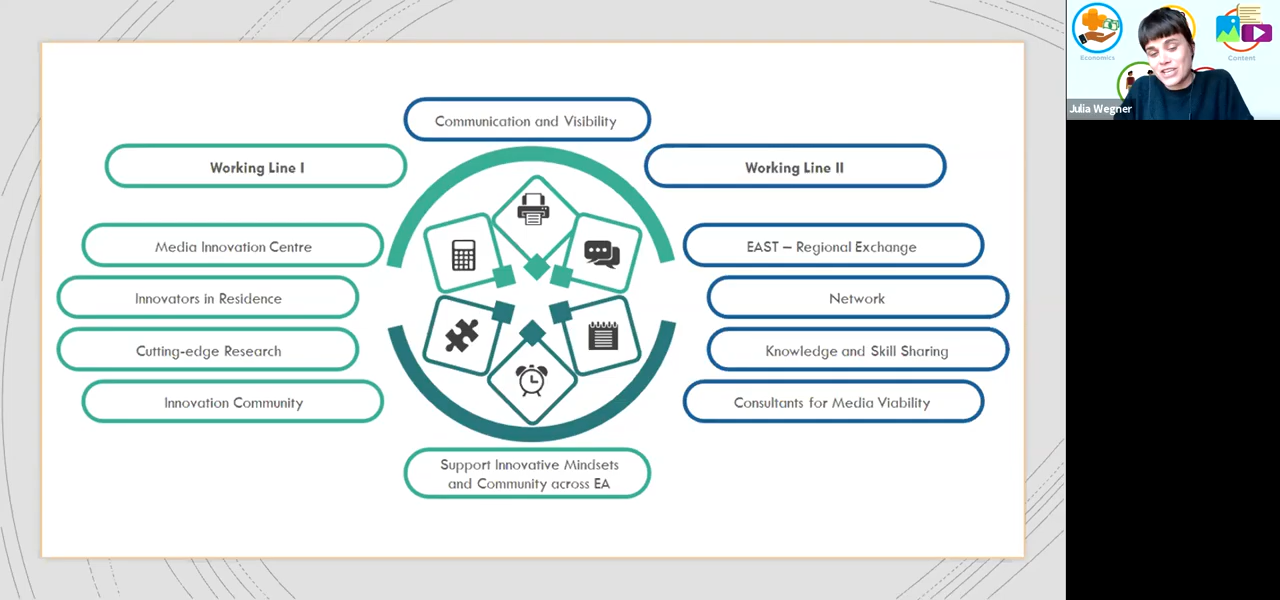 Communication and Visibility
Working Line I
Working Line II
Media Innovation Centre
EAST – Regional Exchange
Innovators in Residence
Network
Cutting-edge Research
Knowledge and Skill Sharing
Innovation Community
Consultants for Media Viability
Support Innovative Mindsets
and Community across EA
Economics
Content
Julia Wegner